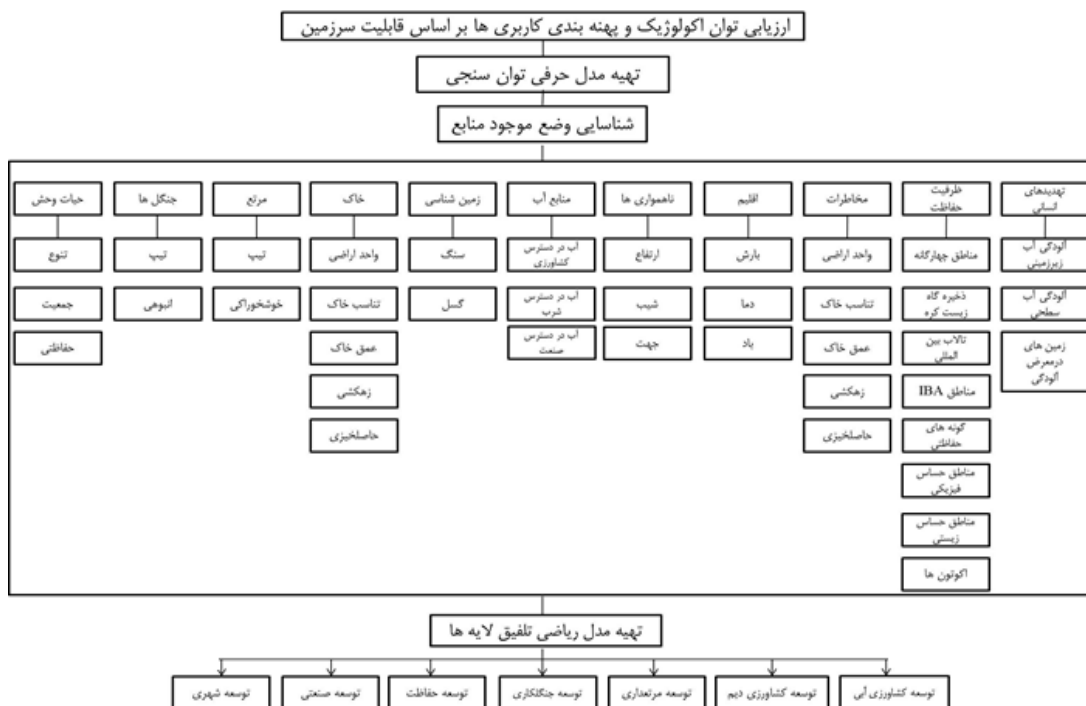 ارزیابی توان اکولوژیک و پهنه بندی کاربری ها بر اساس قابلیت سرزمین
تهیه مدل حرفی توان سنجی
شناسایی وضع موجود منابع
تهدیدهای
انسانی
آلودگی آب
زیرزمینی
آلودگی آب
سطحی
زمین های
درمعرض
آلودگی
ظرفیت
حفاظت
مناطق چهارگانه
ذخیره گاه
زیست کره
تالاب بین
المللی
مناطق IBA
گونه های
حفاظتی
مناطق حساس
فیزیکی
مناطق حساس
زیستی
اکوتون ها
مخاطرات
واحد اراضی
تناسب خاک
عمق خاک
زهکشی
حاصلخیزی
اقلیم
بارش
دما
باد
ناهمواری ها
ارتفاع
شیب
جهت
منابع آب
آب در دسترس
کشاورزی
آب در دسترس
شرب
آب در دسترس
صنعت
زمین شناسی
سنگ
گسل
خاک
واحد اراضی
تناسب خاک
عمق خاک
زهکشی
حاصلخیزی
مرتع
تیپ
خوشخوراکی
جنگل ها
تیپ
انبوهی
حیات وحش
تنوع
جمعیت
حفاظتی
تهیه مدل ریاضی تلفیق لایه ها
توسعه کشاورزی آبی
توسعه کشاورزی دیم
توسعه مرتعداری
توسعه جنگلکاری
توسعه حفاظت
توسعه صنعتی
توسعه شهری